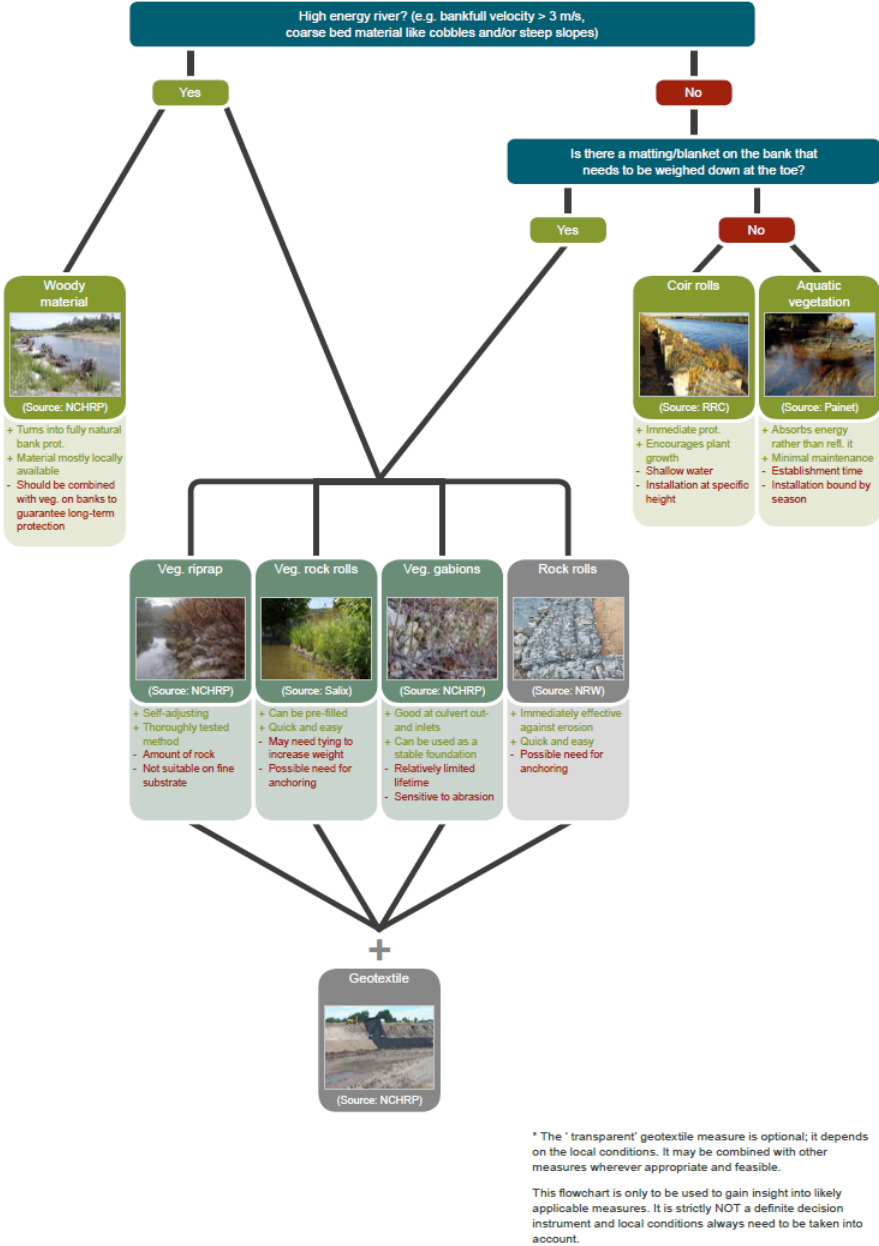 High energy river? (e.g. bankfull velocity > 3 m/s,
coarse bed material like cobbles and/or steep slopes)
Yes
No
Is there a matting/blanket on the bank that
needs to be weighed down at the toe?
Yes
No
Woody
material
(Source: NCHRP)
+ Turns into fully natural
bank prot.
+ Material mostly locally
available
- Should be combined
with veg. on banks to
guarantee long-term
protection
Coir rolls
(Source: RRC)
+ Immediate prot.
+ Encourages plant
growth
- Shallow water
- Installation at specific
height
Aquatic
vegetation
(Source: Painet)
+ Absorbs energy
rather than refl. it
+ Minimal maintenance
- Establishment time
- Installation bound by
season
Veg. riprap
(Source: NCHRP)
+ Self-adjusting
+ Thoroughly tested
method
- Amount of rock
- Not suitable on fine
substrate
Veg. rock rolls
(Source: Salix)
+ Can be pre-filled
+ Quick and easy
- May need tying to
increase weight
- Possible need for
anchoring
Veg. gabions
(Source: NCHRP)
+ Good at culvert out-
and inlets
+ Can be used as a
stable foundation
- Relatively limited
lifetime
- Sensitive to abrasion
Rock rolls
(Source: NRW)
+ Immediately effective
against erosion
+ Quick and easy
- Possible need for
anchoring
+
Geotextile
(Source: NCHRP)
* The ' transparent' geotextile measure is optional; it depends
on the local conditions. It may be combined with other
measures wherever appropriate and feasible.
This flowchart is only to be used to gain insight into likely
applicable measures. It is strictly NOT a definite decision
instrument and local conditions always need to be taken into
account.